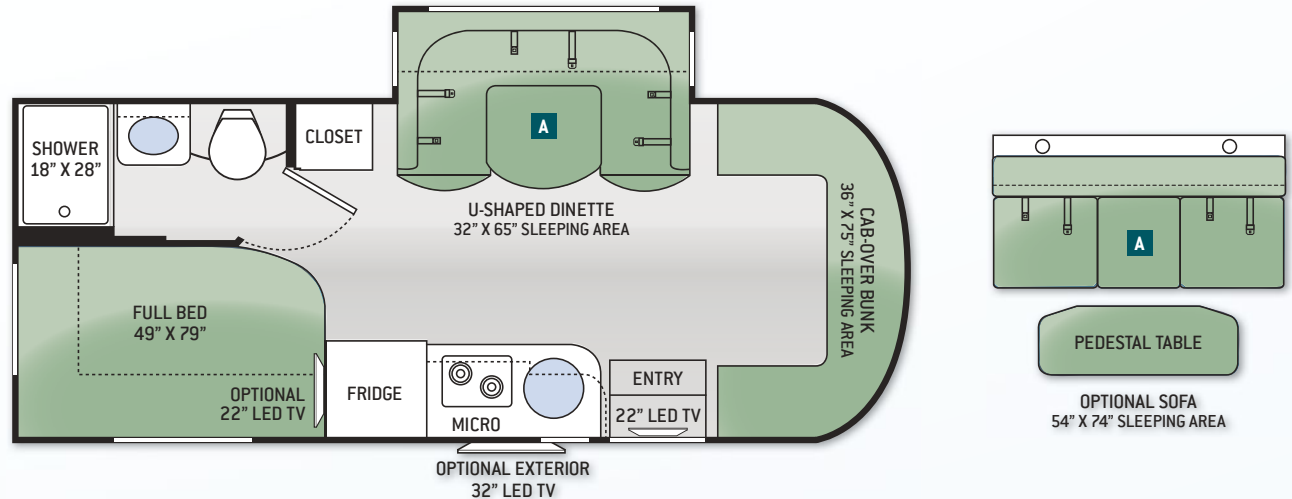 SHOWER
18” X 28”
CLOSET
A
U-SHAPED DINETTE
32” X 65” SLEEPING AREA
CAB-OVER BUNK
36” X 75” SLEEPING AREA
FULL BED
49” X 79”
OPTIONAL
22” LED TV
FRIDGE
MICRO
ENTRY
22” LED TV
OPTIONAL EXTERIOR
32” LED TV
A
PEDESTAL TABLE
OPTIONAL SOFA
54” X 74” SLEEPING AREA